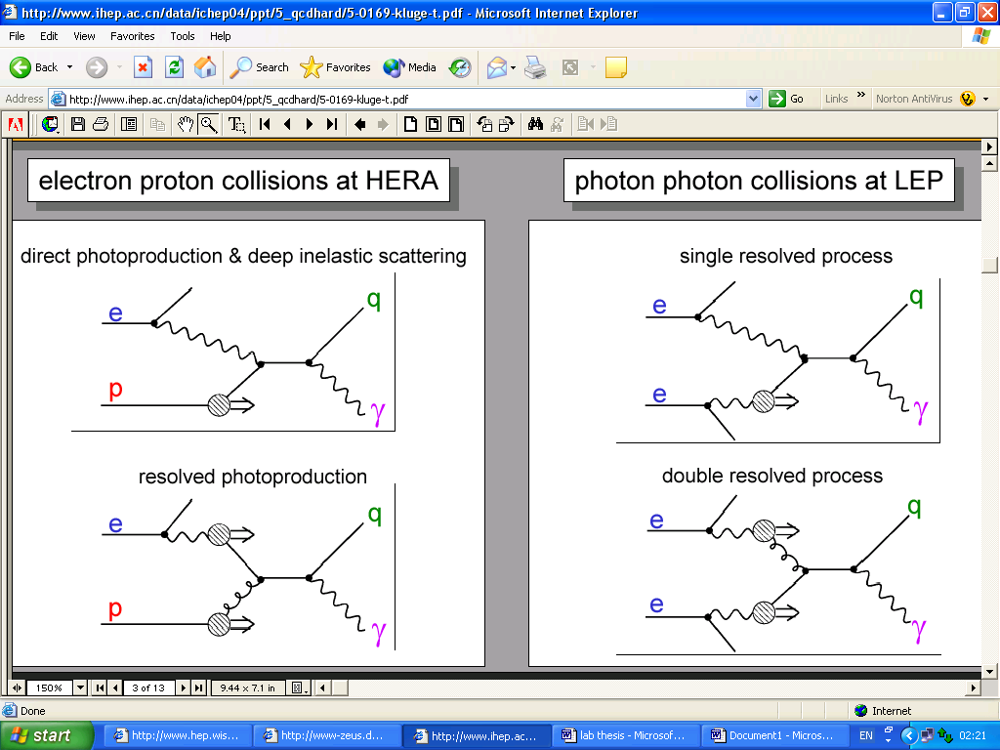 http://www.ihep.ac.cn/data/ichep04/ppt/5_qcdhard/5-0169-kluge-t.pdf - Microsoft Internet Explorer
File Edit View Favorites Tools Help
Back Search Favorites Media
Address http://www.ihep.ac.cn/data/ichep04/ppt/5_qcdhard/5-0169-kluge-t.pdf Go Links » Norton AntiVirus
electron proton collisions at HERA
direct photoproduction & deep inelastic scattering
e
q
p
γ
resolved photoproduction
e
q
p
γ
photon photon collisions at LEP
single resolved process
e
q
e
γ
double resolved process
e
q
e
γ
150% 3 of 13 9.44 x 7.1 in
Done Internet
start http://www.hep.wis... http://www-zeus.d... http://www.ihep.ac... lab thesis - Microsof... Document1 - Micros... EN 02:21